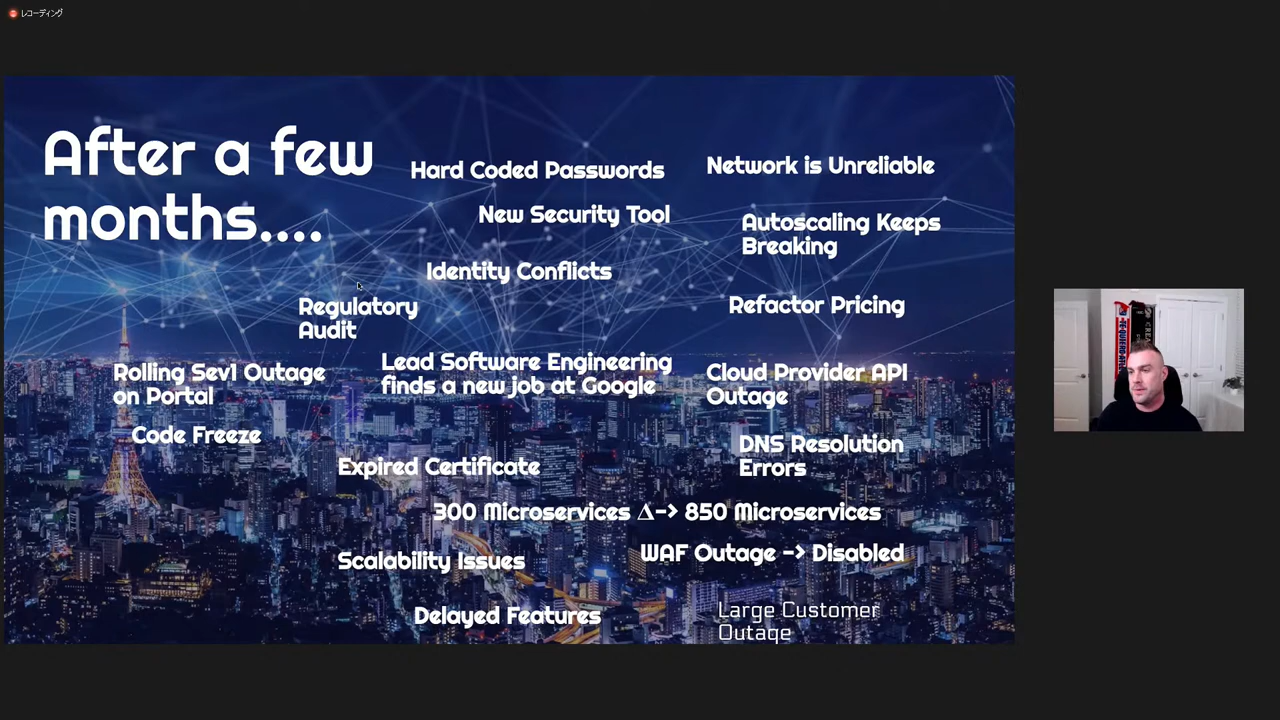 レコーディング
After a few
months....
Hard Coded Passwords
Network is Unreliable
New Security Tool
Autoscaling Keeps
Breaking
Identity Conflicts
Regulatory
Audit
Refactor Pricing
Rolling Sev1 Outage
on Portal
Lead Software Engineering
finds a new job at Google
Cloud Provider API
Outage
Code Freeze
DNS Resolution
Errors
Expired Certificate
300 Microservices Δ-> 850 Microservices
WAF Outage -> Disabled
Scalability Issues
Delayed Features
Large Customer
Outage